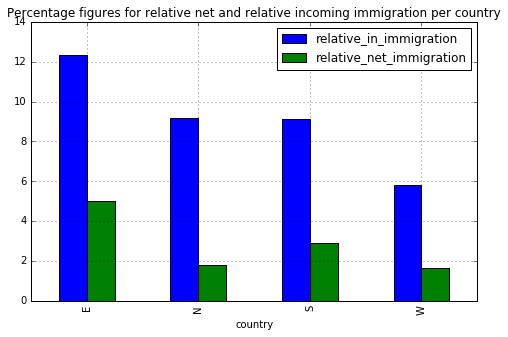 Percentage figures for relative net and relative incoming immigration per country
14
12
10
8
6
4
2
0
relative_in_immigration
relative_net_immigration
E
N
S
W
country